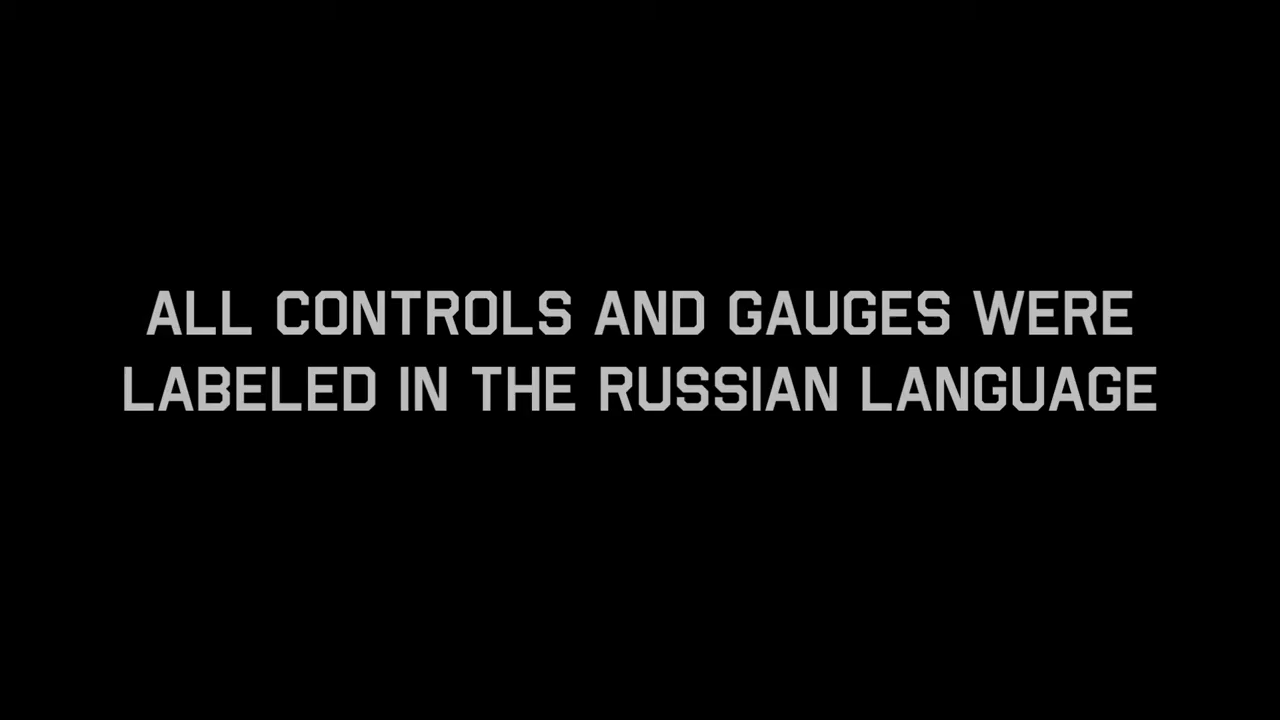 ALL CONTROLS AND GAUGES WERE
LABELED IN THE RUSSIAN LANGUAGE